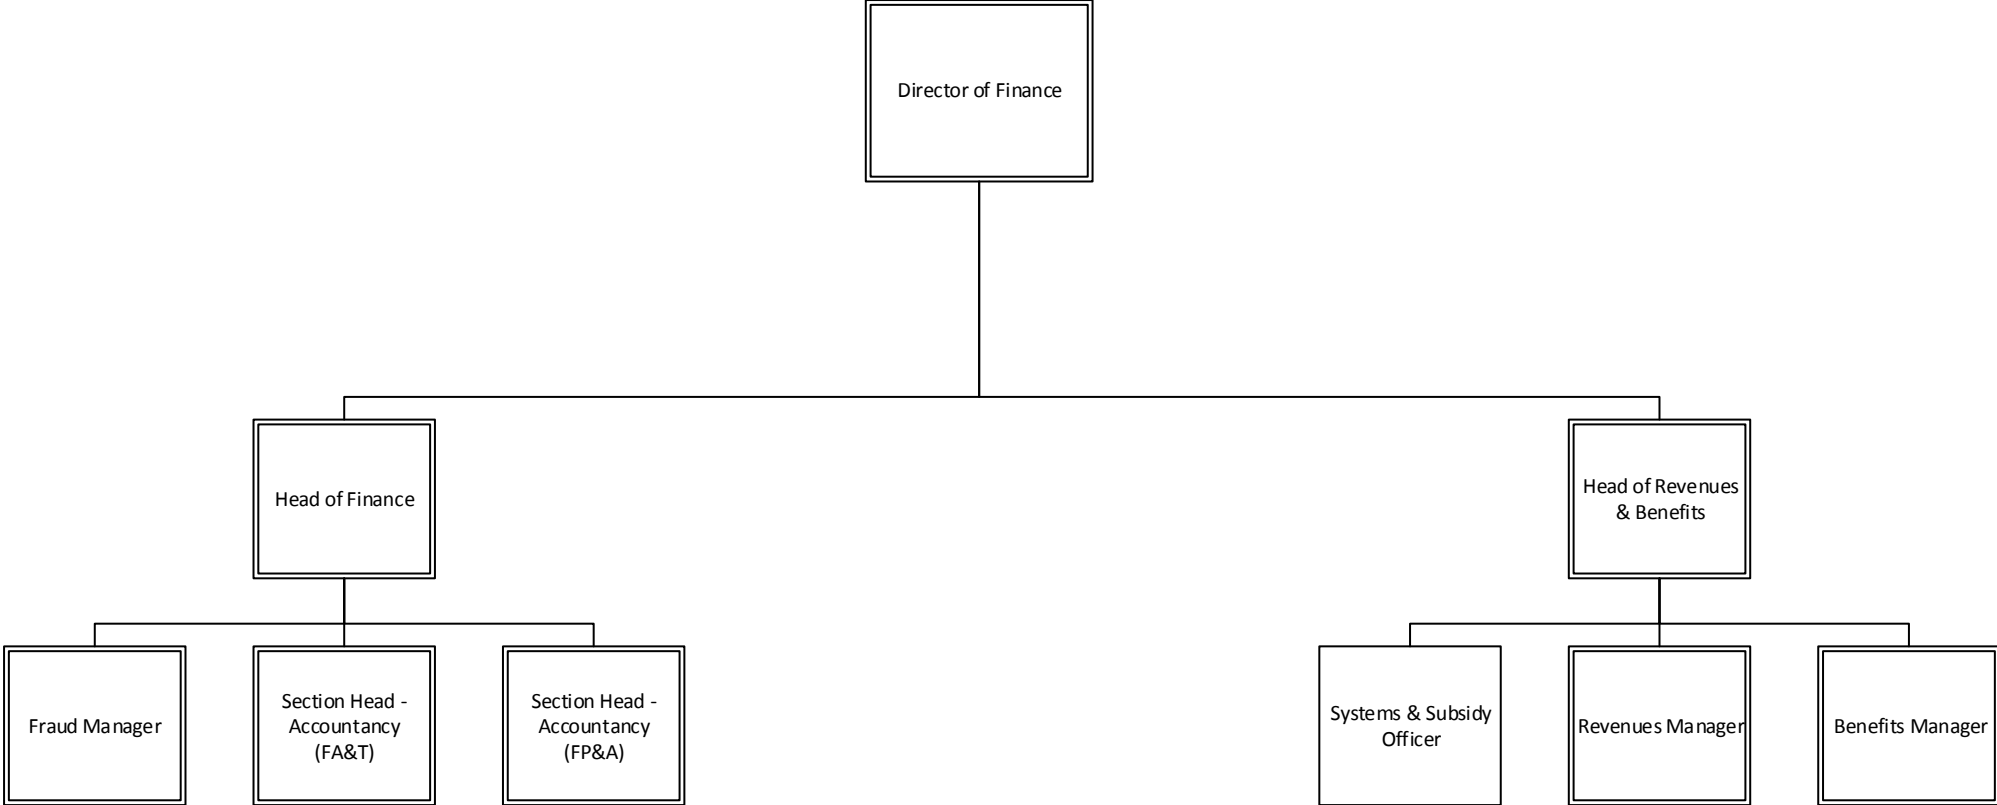 Director of Finance
Head of Finance
Head of Revenues
& Benefits
Fraud Manager
Section Head -
Accountancy
(FA&T)
Section Head -
Accountancy
(FP&A)
Systems & Subsidy
Officer
Revenues Manager
Benefits Manager